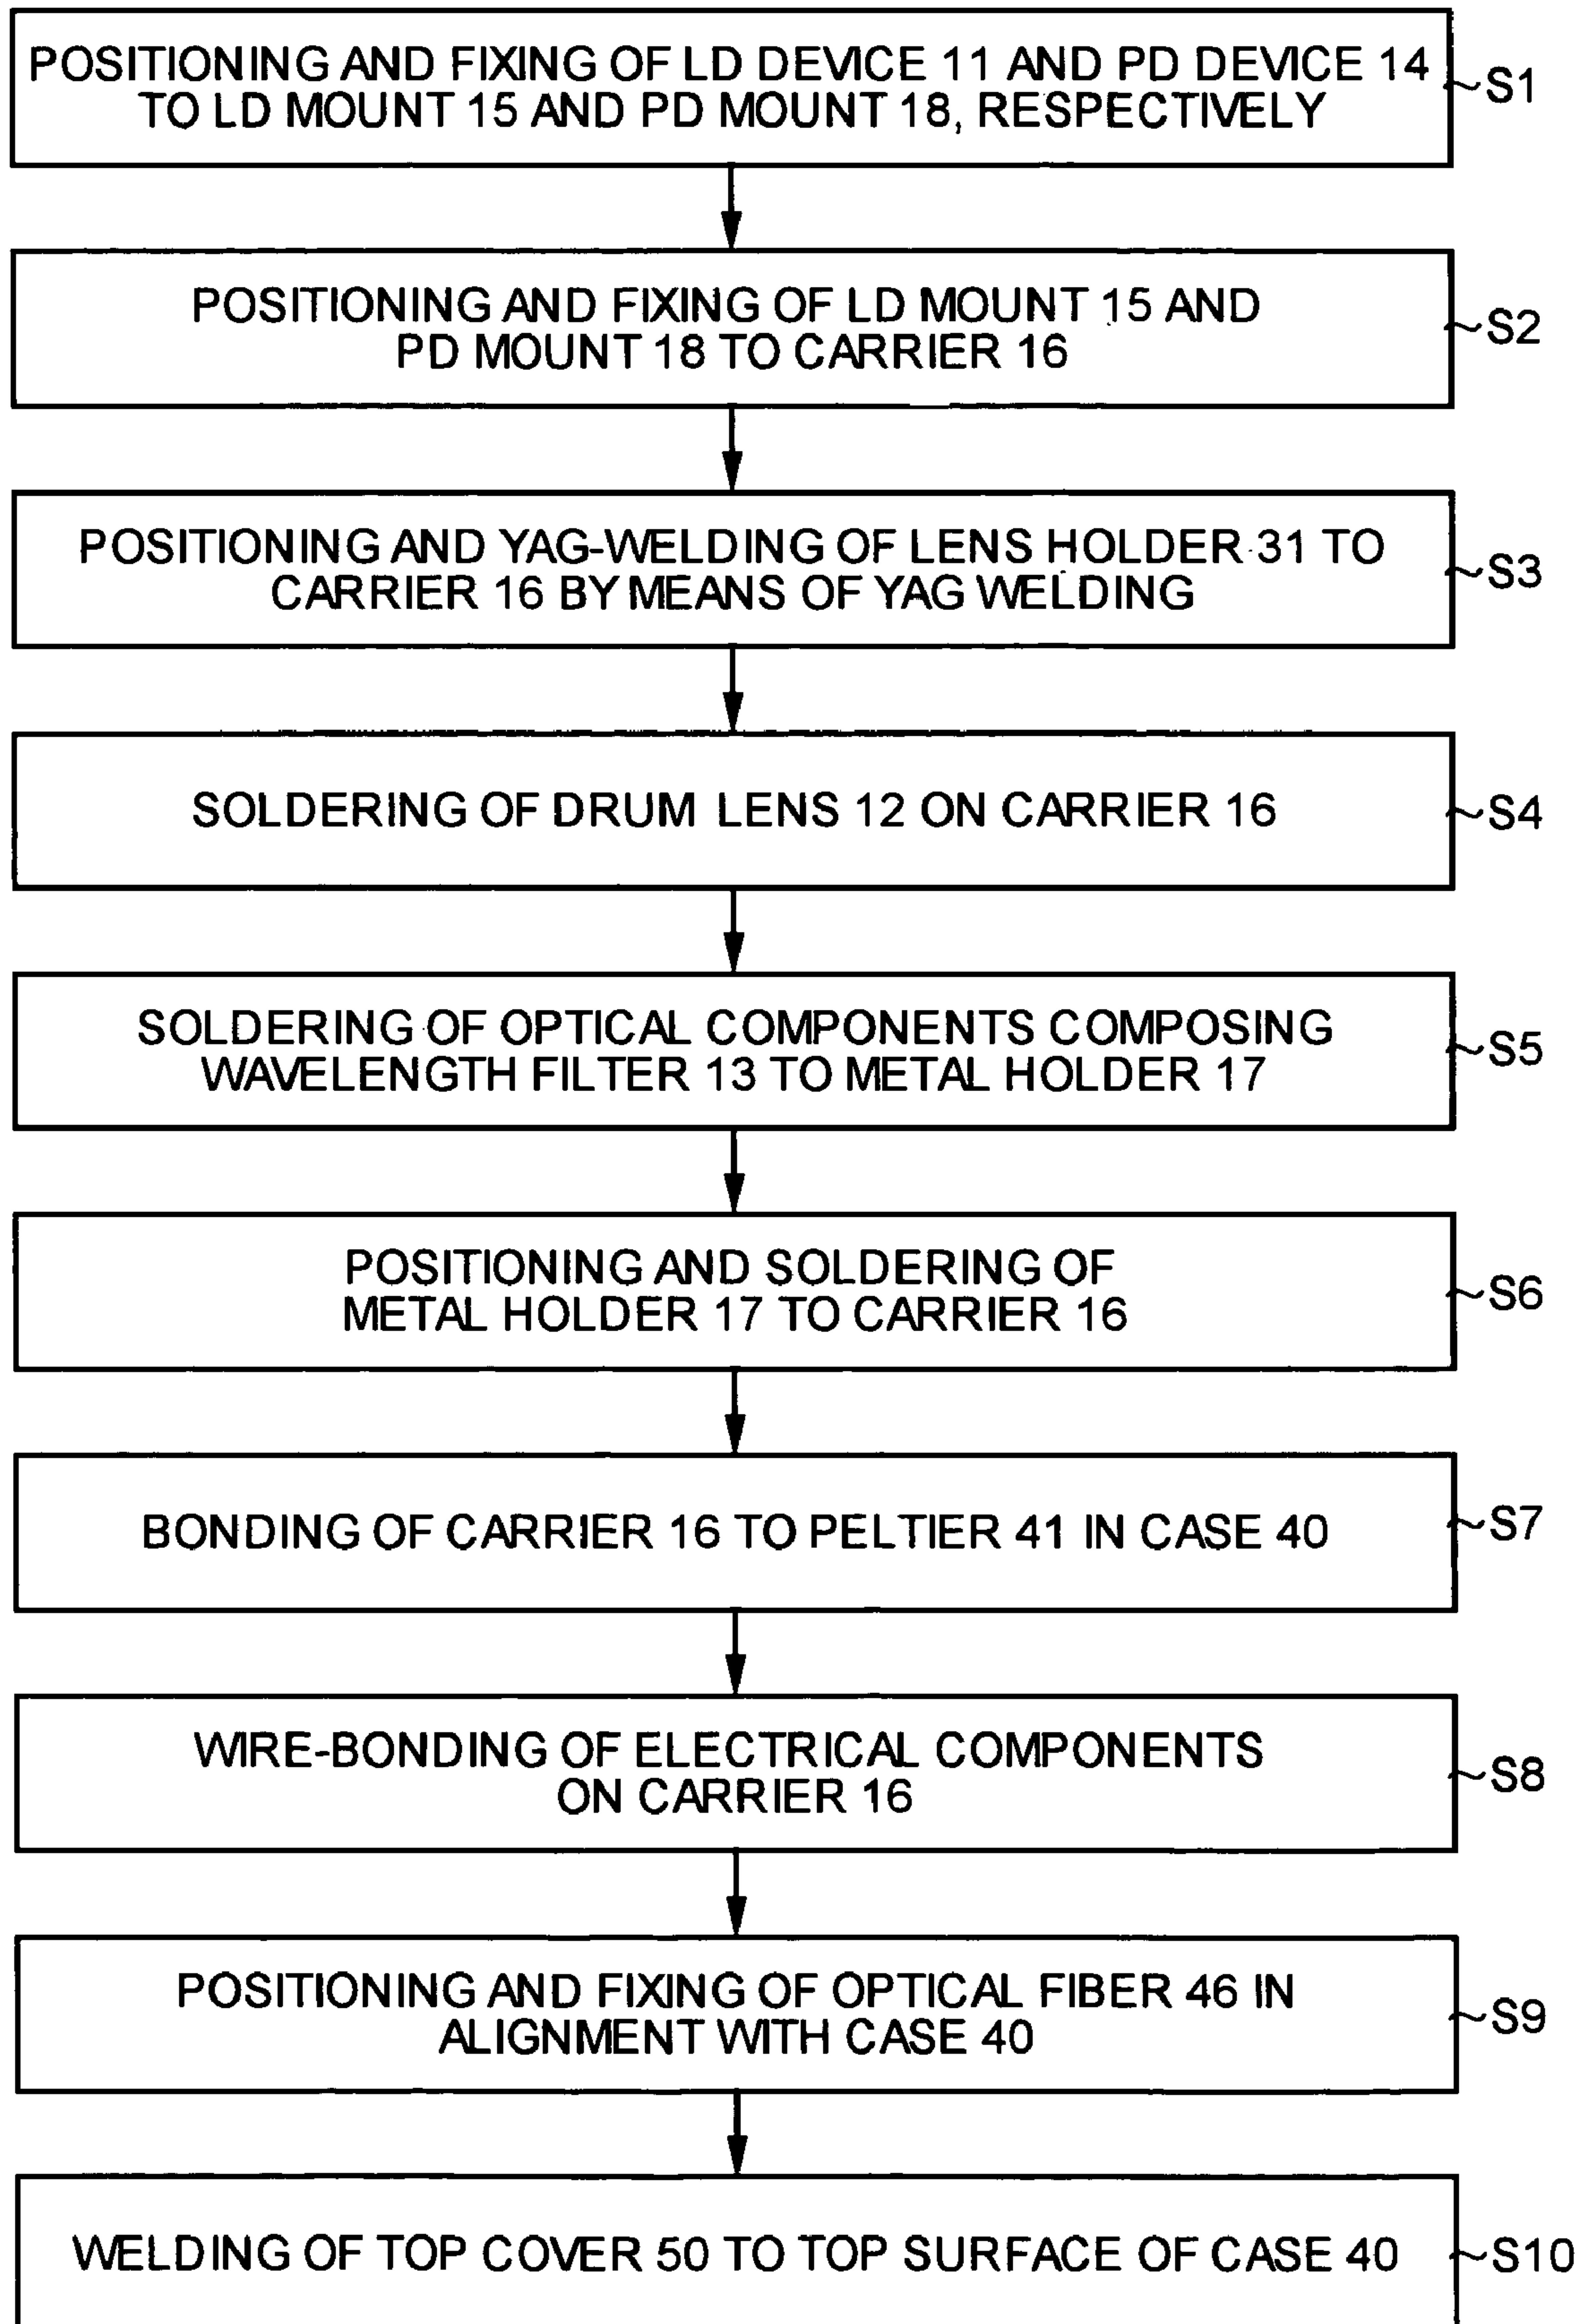 POSITIONING AND FIXING OF LD DEVICE 11 AND PD DEVICE 14
TO LD MOUNT 15 AND PD MOUNT 18, RESPECTIVELY
S1
POSITIONING AND FIXING OF LD MOUNT 15 AND
PD MOUNT 18 TO CARRIER 16
S2
POSITIONING AND YAG-WELDING OF LENS HOLDER 31 TO
CARRIER 16 BY MEANS OF YAG WELDING
S3
SOLDERING OF DRUM LENS 12 ON CARRIER 16
S4
SOLDERING OF OPTICAL COMPONENTS COMPOSING
WAVELENGTH FILTER 13 TO METAL HOLDER 17
S5
POSITIONING AND SOLDERING OF
METAL HOLDER 17 TO CARRIER 16
S6
BONDING OF CARRIER 16 TO PELTIER 41 IN CASE 40
S7
WIRE-BONDING OF ELECTRICAL COMPONENTS
ON CARRIER 16
S8
POSITIONING AND FIXING OF OPTICAL FIBER 46 IN
ALIGNMENT WITH CASE 40
S9
WELDING OF TOP COVER 50 TO TOP SURFACE OF CASE 40
S10